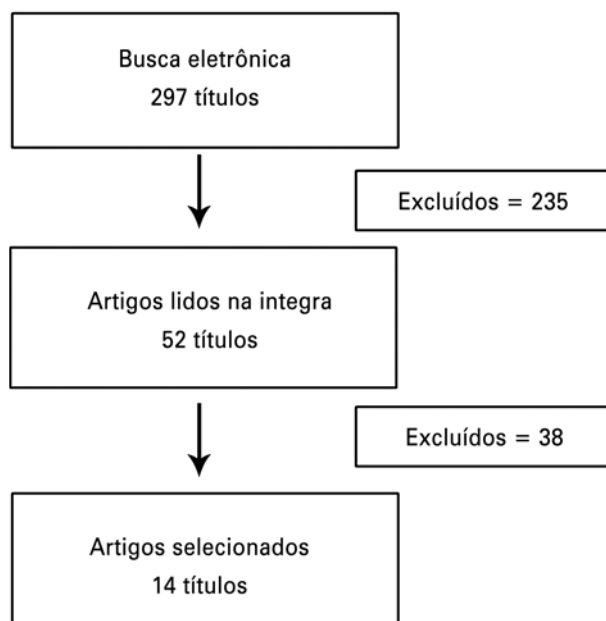 Busca eletrônica
297 títulos
Excluídos = 235
Artigos lidos na integra
52 títulos
Excluídos = 38
Artigos selecionados
14 títulos